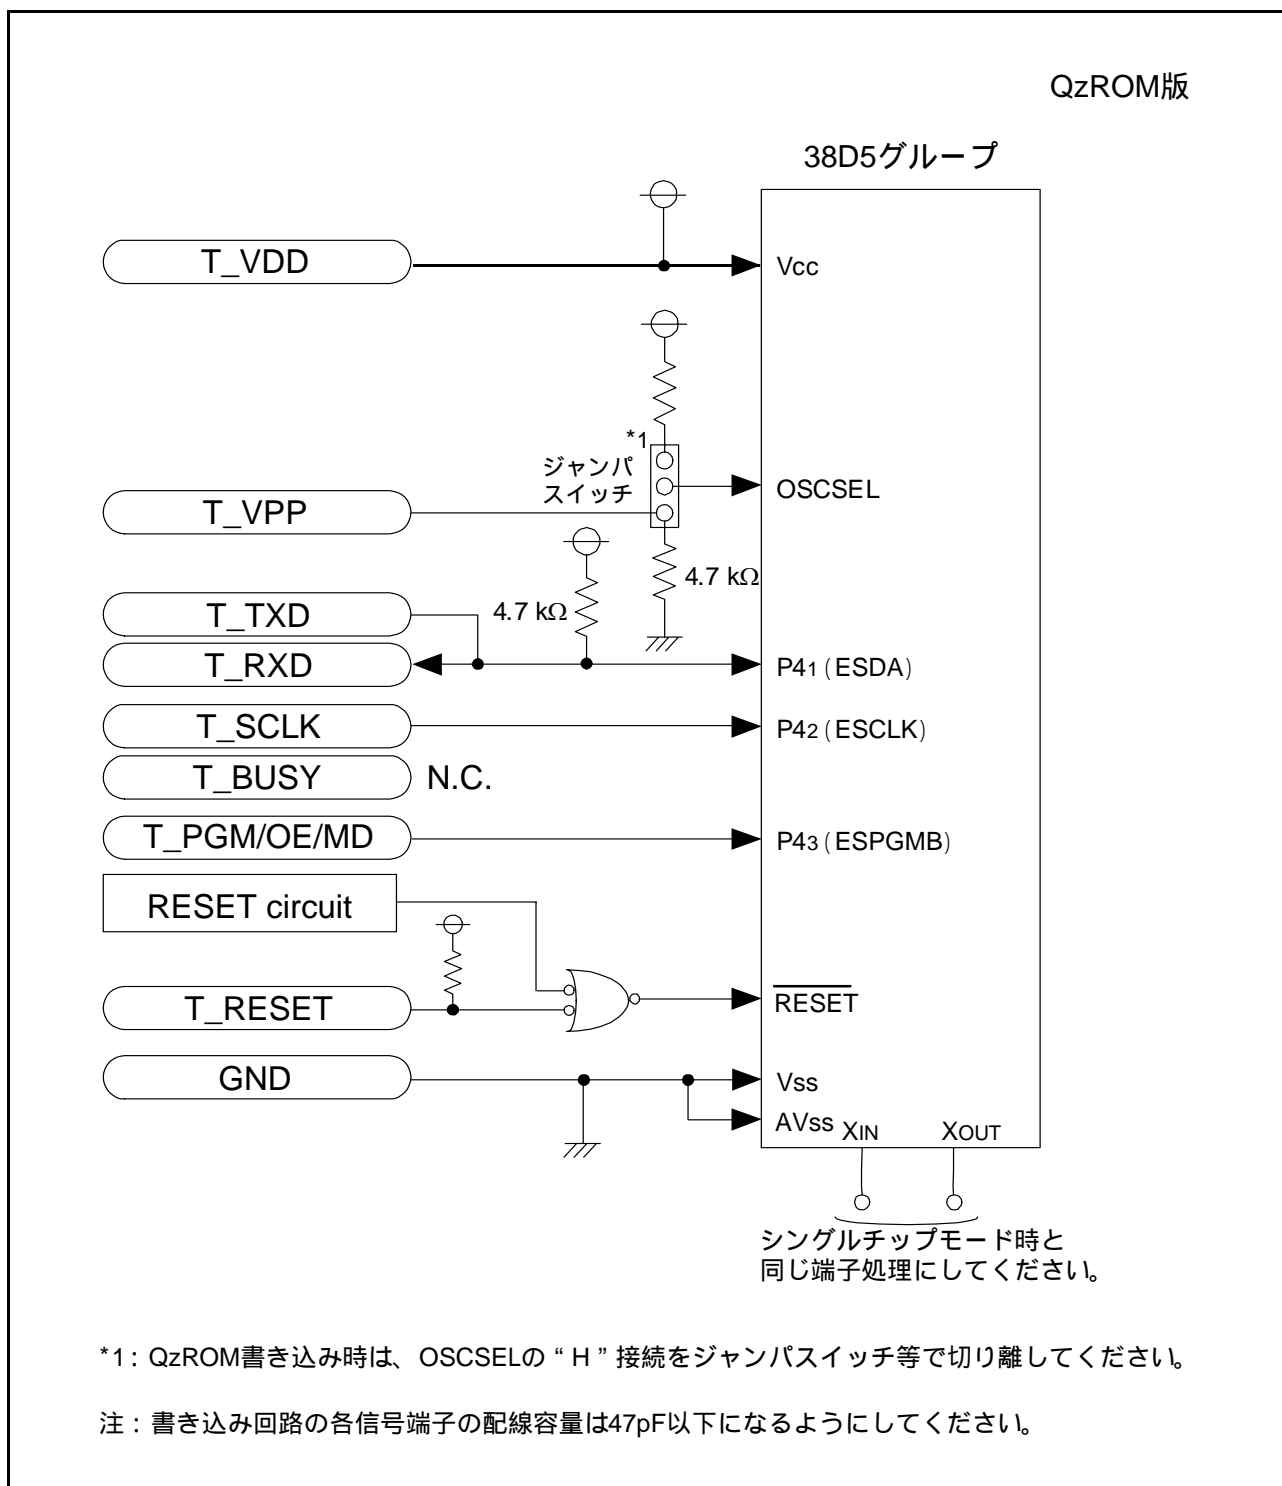 QzROM版
38D5グループ
T_VDD
Vcc
*1
ジャンパ
スイッチ
OSCSEL
T_VPP
4.7 kΩ
T_TXD
4.7 kΩ
T_RXD
P41 (ESDA)
T_SCLK
P42 (ESCLK)
T_BUSY
N.C.
T_PGM/OE/MD
P43 (ESPGMB)
RESET circuit
T_RESET
RESET
GND
Vss
AVss
XIN
XOUT
シングルチップモード時と
同じ端子処理にしてください。
*1 : QzROM書き込み時は、OSCSELの“H”接続をジャンパスイッチ等で切り離してください。
注 : 書き込み回路の各信号端子の配線容量は47pF以下になるようにしてください。